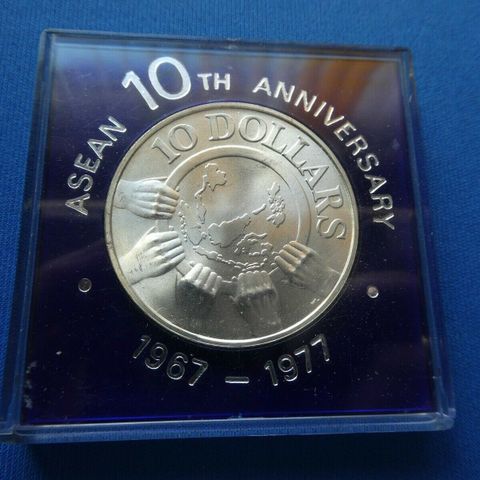 ASEAN 10TH ANNIVERSARY
10 DOLLARS
1967 - 1977